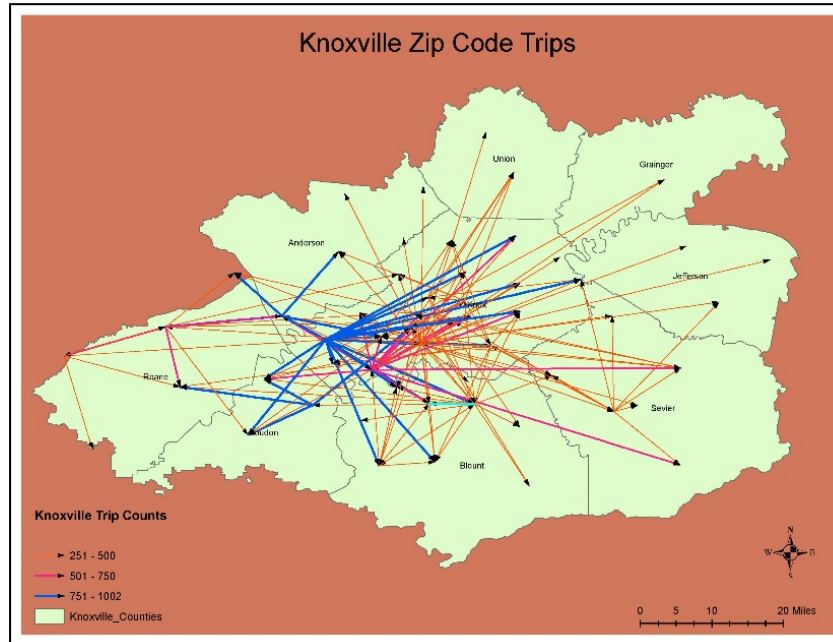 Knoxville Zip Code Trips
Union
Grainger
Anderson
Jefferson
Knox
Roane
Sevier
Loudon
Blount
Knoxville Trip Counts
251 - 500
501 - 750
751 - 1002
Knoxville_Counties
N
W
E
S
0 5 10 20 Miles